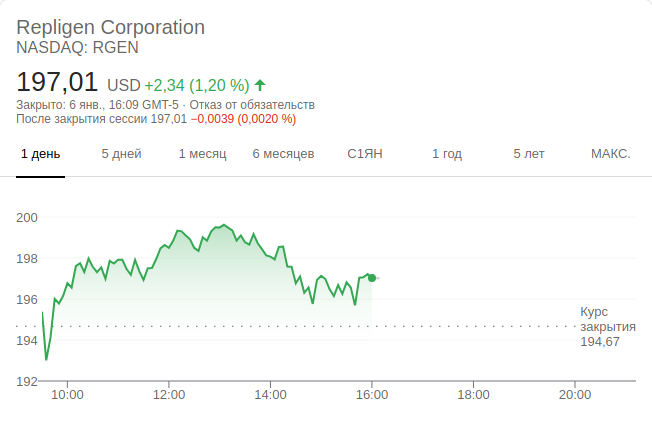 Repligen Corporation
NASDAQ: RGEN
197,01 USD +2,34 (1,20 %)
Закрыто: 6 янв., 16:09 GMT-5 · Отказ от обязательств
После закрытия сессии 197,01 −0,0039 (0,0020 %)
1 день 5 дней 1 месяц 6 месяцев С1ЯН 1 год 5 лет МАКС.
200
198
196
Курс
закрытия
194,67
194
192
10:00 12:00 14:00 16:00 18:00 20:00